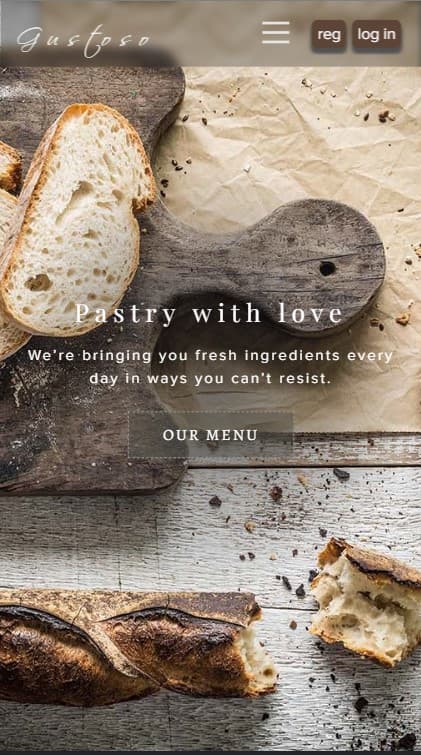 Gustoso
reg
log in
Pastry with love
We're bringing you fresh ingredients every
day in ways you can't resist.
OUR MENU